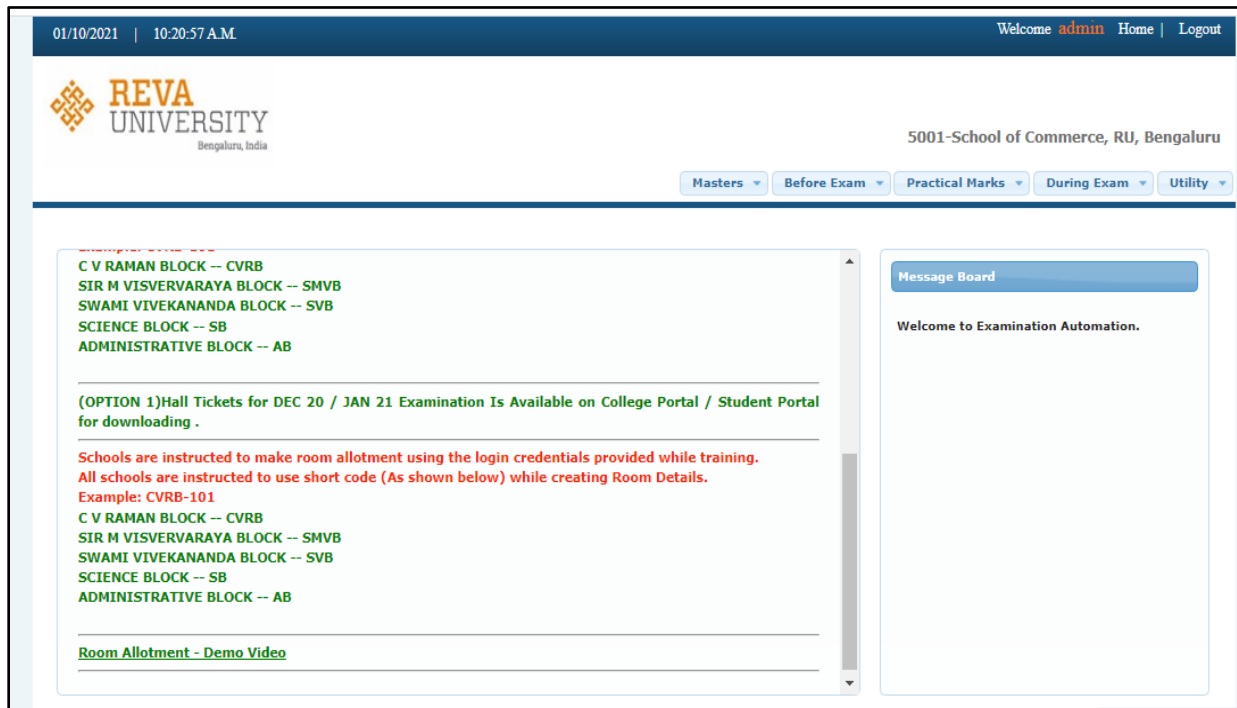 01/10/2021 | 10:20:57 A.M.
Welcome admin Home | Logout
REVA
UNIVERSITY
Bengaluru, India
5001-School of Commerce, RU, Bengaluru
Masters Before Exam Practical Marks During Exam Utility
C V RAMAN BLOCK -- CVRB
SIR M VISVERVARAYA BLOCK -- SMVB
SWAMI VIVEKANANDA BLOCK -- SVB
SCIENCE BLOCK -- SB
ADMINISTRATIVE BLOCK -- AB
(OPTION 1)Hall Tickets for DEC 20 / JAN 21 Examination Is Available on College Portal / Student Portal
for downloading .
Schools are instructed to make room allotment using the login credentials provided while training.
All schools are instructed to use short code (As shown below) while creating Room Details.
Example: CVRB-101
C V RAMAN BLOCK -- CVRB
SIR M VISVERVARAYA BLOCK -- SMVB
SWAMI VIVEKANANDA BLOCK -- SVB
SCIENCE BLOCK -- SB
ADMINISTRATIVE BLOCK -- AB
Room Allotment - Demo Video
Message Board
Welcome to Examination Automation.